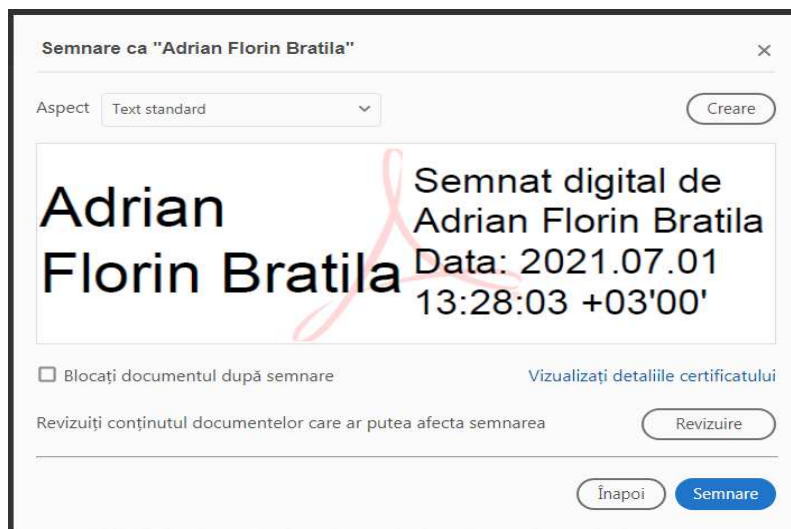 Semnare ca "Adrian Florin Bratila"
Aspect Text standard Creare
Adrian
Florin Bratila
Semnat digital de
Adrian Florin Bratila
Data: 2021.07.01
13:28:03 +03'00'
Blocați documentul după semnare Vizualizați detaliile certificatului
Revizuiți conținutul documentelor care ar putea afecta semnarea Revizuire
Înapoi Semnare